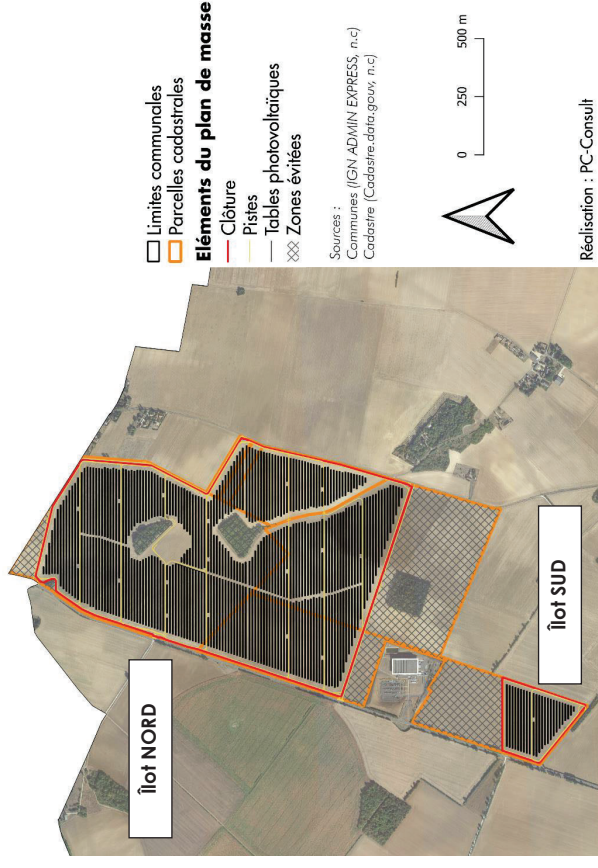 Limites communales
Parcelles cadastrales
Eléments du plan de masse
Clôture
Pistes
Tables photovoltaïques
Zones évitées
Sources :
Communes (IGN ADMIN EXPRESS, n.c)
Cadastre (Cadastre.data.gouv, n.c)
0 250 500 m
Réalisation : PC-Consult
Îlot NORD
Îlot SUD